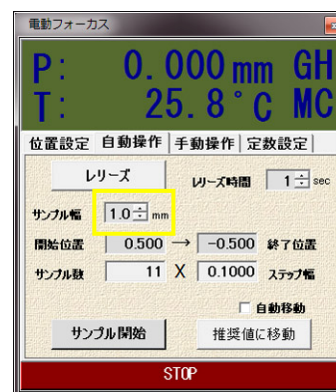 電動フォーカス
P: 0.000 mm GH
T: 25.8°C MC
位置設定 自動操作 手動操作 定数設定
レリーズ レリーズ時間 1 sec
サンプル幅 1.0 mm
開始位置 0.500 → -0.500 終了位置
サンプル数 11 X 0.1000 ステップ幅
自動移動
サンプル開始 推奨値に移動
STOP